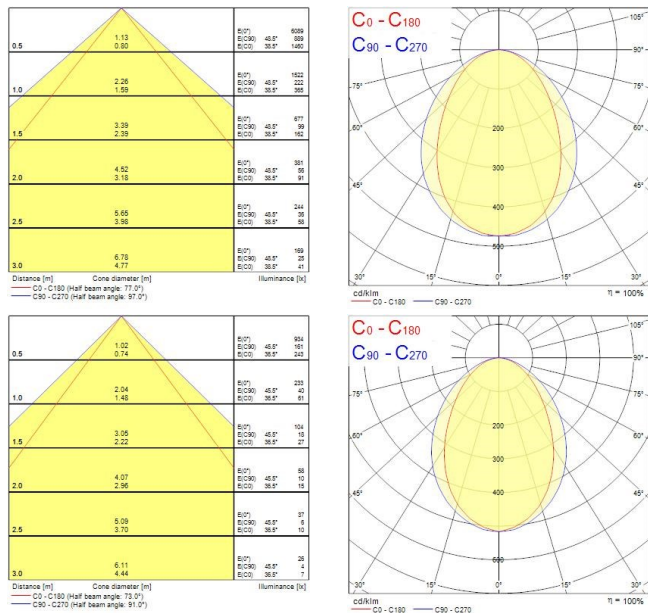 0.5 1.13 0.80 E(0°) 6089 E(C90) 48.5° 889 E(C0) 38.5° 1460
1.0 2.26 1.59 E(0°) 1522 E(C90) 48.5° 222 E(C0) 38.5° 365
1.5 3.39 2.39 E(0°) 677 E(C90) 48.5° 99 E(C0) 38.5° 162
2.0 4.52 3.18 E(0°) 381 E(C90) 48.5° 56 E(C0) 38.5° 91
2.5 5.65 3.98 E(0°) 244 E(C90) 48.5° 36 E(C0) 38.5° 58
3.0 6.78 4.77 E(0°) 169 E(C90) 48.5° 25 E(C0) 38.5° 41
Distance [m] Cone diameter [m] Illuminance [lx]
C0 - C180 (Half beam angle: 77.0°)
C90 - C270 (Half beam angle: 97.0°)
C0 - C180
C90 - C270
105° 90° 75° 60° 45°
75° 60° 45°
200
300
400
500
30° 15° 0° 15° 30°
cd/klm η = 100%
C0 - C180 C90 - C270
0.5 1.02 0.74 E(0°) 934 E(C90) 45.5° 161 E(C0) 36.5° 243
1.0 2.04 1.48 E(0°) 233 E(C90) 45.5° 40 E(C0) 36.5° 61
1.5 3.05 2.22 E(0°) 104 E(C90) 45.5° 18 E(C0) 36.5° 27
2.0 4.07 2.96 E(0°) 58 E(C90) 45.5° 10 E(C0) 36.5° 15
2.5 5.09 3.70 E(0°) 37 E(C90) 45.5° 6 E(C0) 36.5° 10
3.0 6.11 4.44 E(0°) 26 E(C90) 45.5° 4 E(C0) 36.5° 7
Distance [m] Cone diameter [m] Illuminance [lx]
C0 - C180 (Half beam angle: 73.0°)
C90 - C270 (Half beam angle: 91.0°)
C0 - C180
C90 - C270
105° 90° 75° 60° 45°
75° 60° 45°
200
300
400
600
30° 15° 0° 15° 30°
cd/klm η = 100%
C0 - C180 C90 - C270